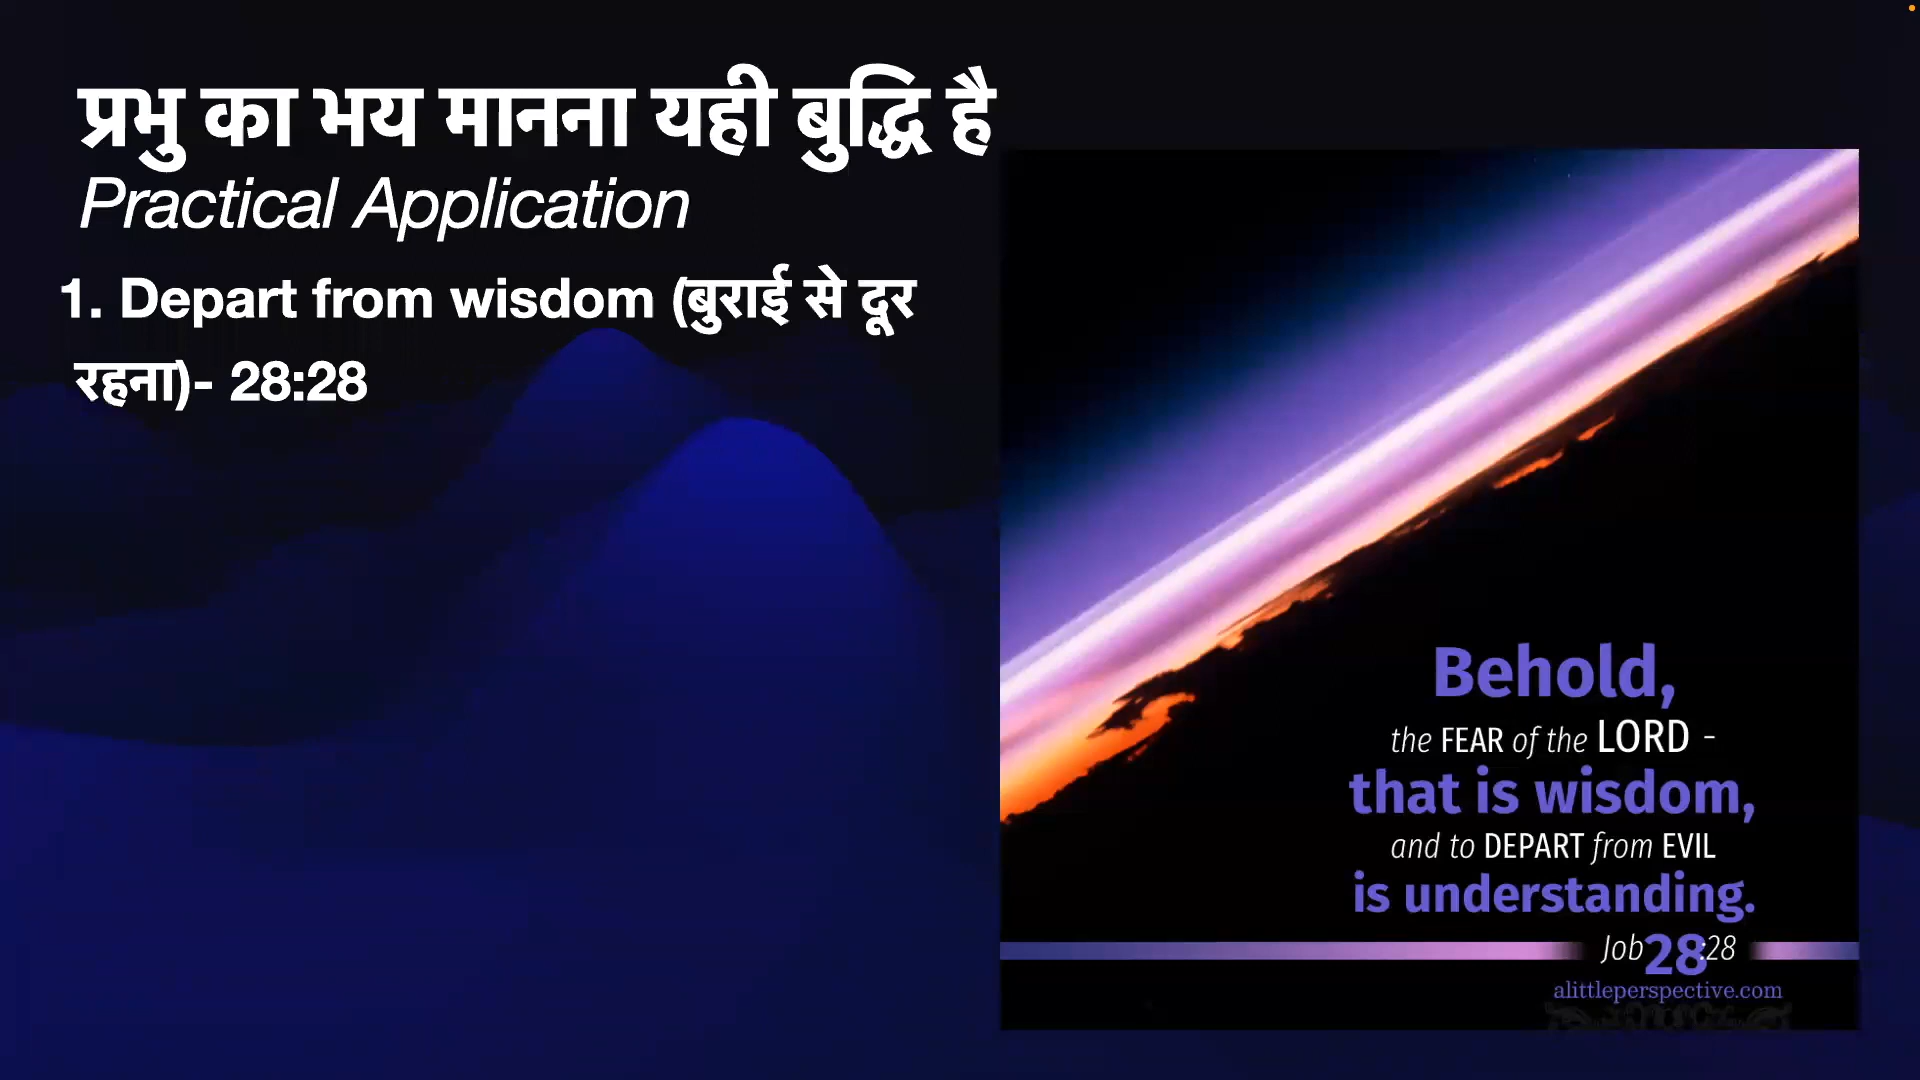 प्रभु का भय मानना यही बुद्धि है
Practical Application
1. Depart from wisdom (बुराई से दूर
रहना)- 28:28
Behold,
the FEAR of the LORD -
that is wisdom,
and to DEPART from EVIL
is understanding.
Job 28:28
alittleperspective.com